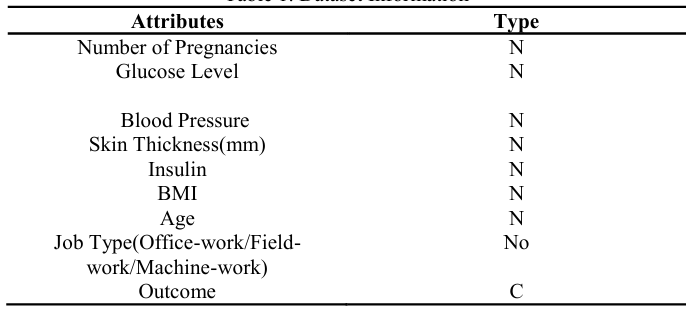 Table 1: Dataset Information
Attributes Type
Number of Pregnancies N
Glucose Level N
Blood Pressure N
Skin Thickness(mm) N
Insulin N
BMI N
Age N
Job Type(Office-work/Field- No
work/Machine-work)
Outcome C